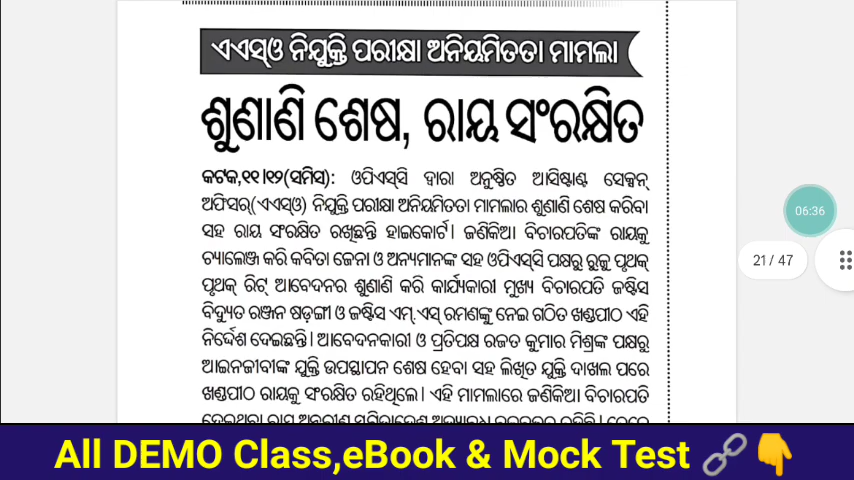 ଏଏସ୍ଓ ନିଯୁକ୍ତି ପରୀକ୍ଷା ଅନିୟମିତତା ମାମଲା
ଶୁଣାଣି ଶେଷ, ରାୟ ସଂରକ୍ଷିତ
କଟକ,୧୧।୧୨(ସମିସ): ଓପିଏସ୍‌ସି ଦ୍ୱାରା ଅନୁଷ୍ଠିତ ଆସିଷ୍ଟାଣ୍ଟ ସେକ୍ସନ୍
ଅଫିସର୍(ଏଏସ୍ଓ) ନିଯୁକ୍ତି ପରୀକ୍ଷା ଅନିୟମିତତା ମାମଲାର ଶୁଣାଣି ଶେଷ କରିବା
ସହ ରାୟ ସଂରକ୍ଷିତ ରଖିଛନ୍ତି ହାଇକୋର୍ଟ। ଜଣିକିଆ ବିଚାରପତିଙ୍କ ରାୟକୁ
ଚ୍ୟାଲେଞ୍ଜ କରି କବିତା ଜେନା ଓ ଅନ୍ୟମାନଙ୍କ ସହ ଓପିଏସ୍‌ସି ପକ୍ଷରୁ ରୁଜୁ ପୃଥକ୍
ପୃଥକ୍ ରିଟ୍ ଆବେଦନର ଶୁଣାଣି କରି କାର୍ଯ୍ୟକାରୀ ମୁଖ୍ୟ ବିଚାରପତି ଜଷ୍ଟିସ
ବିଦ୍ୟୁତ ରଞ୍ଜନ ଷଡ଼ଙ୍ଗୀ ଓ ଜଷ୍ଟିସ ଏମ୍.ଏସ୍ ରମଣଙ୍କୁ ନେଇ ଗଠିତ ଖଣ୍ଡପୀଠ ଏହି
ନିର୍ଦ୍ଦେଶ ଦେଇଛନ୍ତି। ଆବେଦନକାରୀ ଓ ପ୍ରତିପକ୍ଷ ରଜତ କୁମାର ମିଶ୍ରଙ୍କ ପକ୍ଷରୁ
ଆଇନଜୀବୀଙ୍କ ଯୁକ୍ତି ଉପସ୍ଥାପନ ଶେଷ ହେବା ସହ ଲିଖିତ ଯୁକ୍ତି ଦାଖଲ ପରେ
ଖଣ୍ଡପୀଠ ରାୟକୁ ସଂରକ୍ଷିତ ରହିଥିଲେ। ଏହି ମାମଲାରେ ଜଣିକିଆ ବିଚାରପତି
06:36
21 / 47
All DEMO Class,eBook & Mock Test